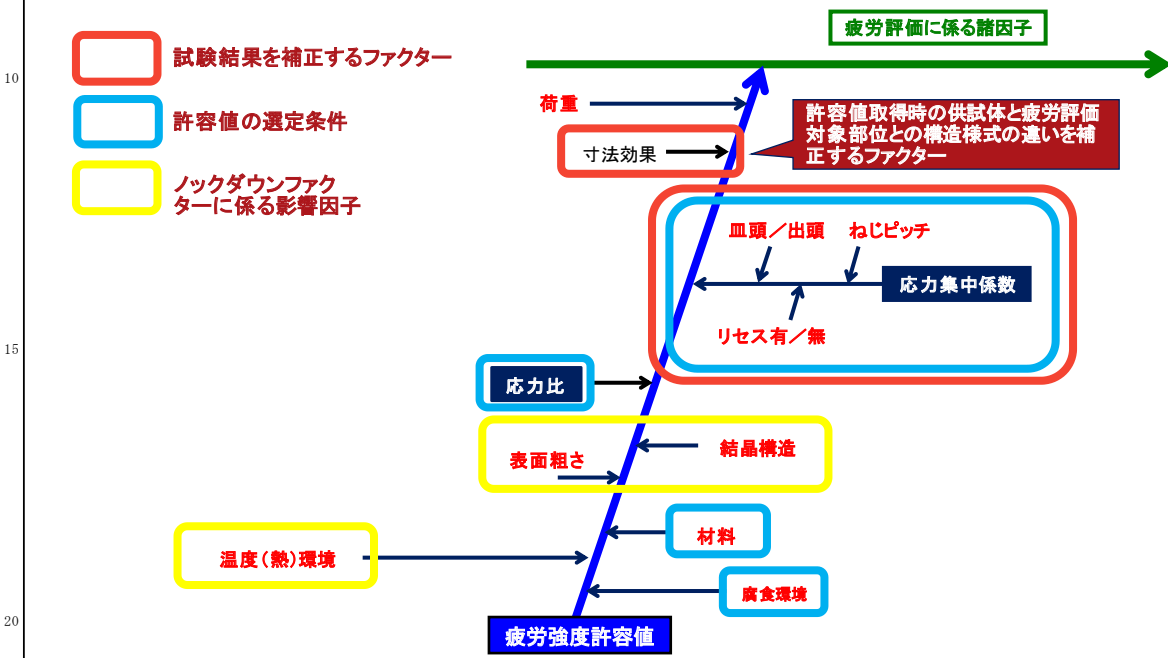 疲労評価に係る諸因子
試験結果を補正するファクター
10
荷重
許容値取得時の供試体と疲労評価
対象部位との構造様式の違いを補
正するファクター
許容値の選定条件
寸法効果
ノックダウンファク
ターに係る影響因子
皿頭／出頭
ねじピッチ
応力集中係数
リセス有／無
15
応力比
結晶構造
表面粗さ
材料
温度（熱）環境
腐食環境
20
疲労強度許容値